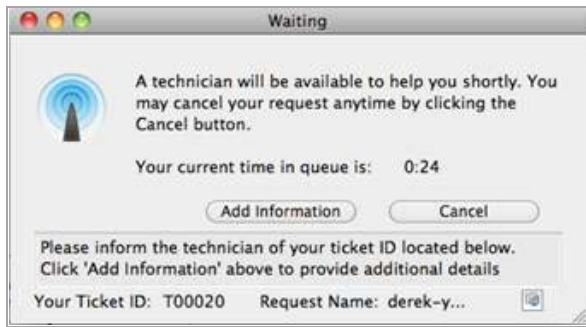 Waiting
A technician will be available to help you shortly. You
may cancel your request anytime by clicking the
Cancel button.
Your current time in queue is: 0:24
Add Information Cancel
Please inform the technician of your ticket ID located below.
Click 'Add Information' above to provide additional details
Your Ticket ID: T00020 Request Name: derek-y...